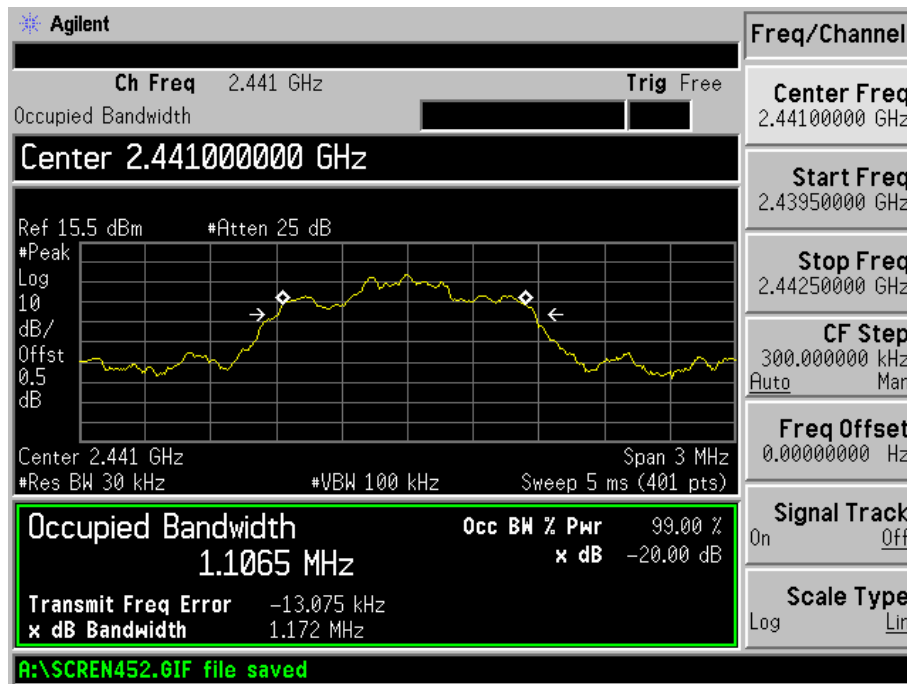 Agilent
Freq/Channel
Ch Freq 2.441 GHz Trig Free
Occupied Bandwidth
Center 2.441000000 GHz
Ref 15.5 dBm #Atten 25 dB
#Peak
Log
10
dB/
Offst
0.5
dB
Center 2.441 GHz Span 3 MHz
#Res BW 30 kHz #VBW 100 kHz Sweep 5 ms (401 pts)
Occupied Bandwidth
1.1065 MHz
Occ BW % Pwr 99.00 %
x dB -20.00 dB
Transmit Freq Error -13.075 kHz
x dB Bandwidth 1.172 MHz
A:\SCREN452.GIF file saved
Center Freq
2.44100000 GHz
Start Freq
2.43950000 GHz
Stop Freq
2.44250000 GHz
CF Step
300.000000 kHz
Auto Man
Freq Offset
0.00000000 Hz
Signal Track
On Off
Scale Type
Log Lin